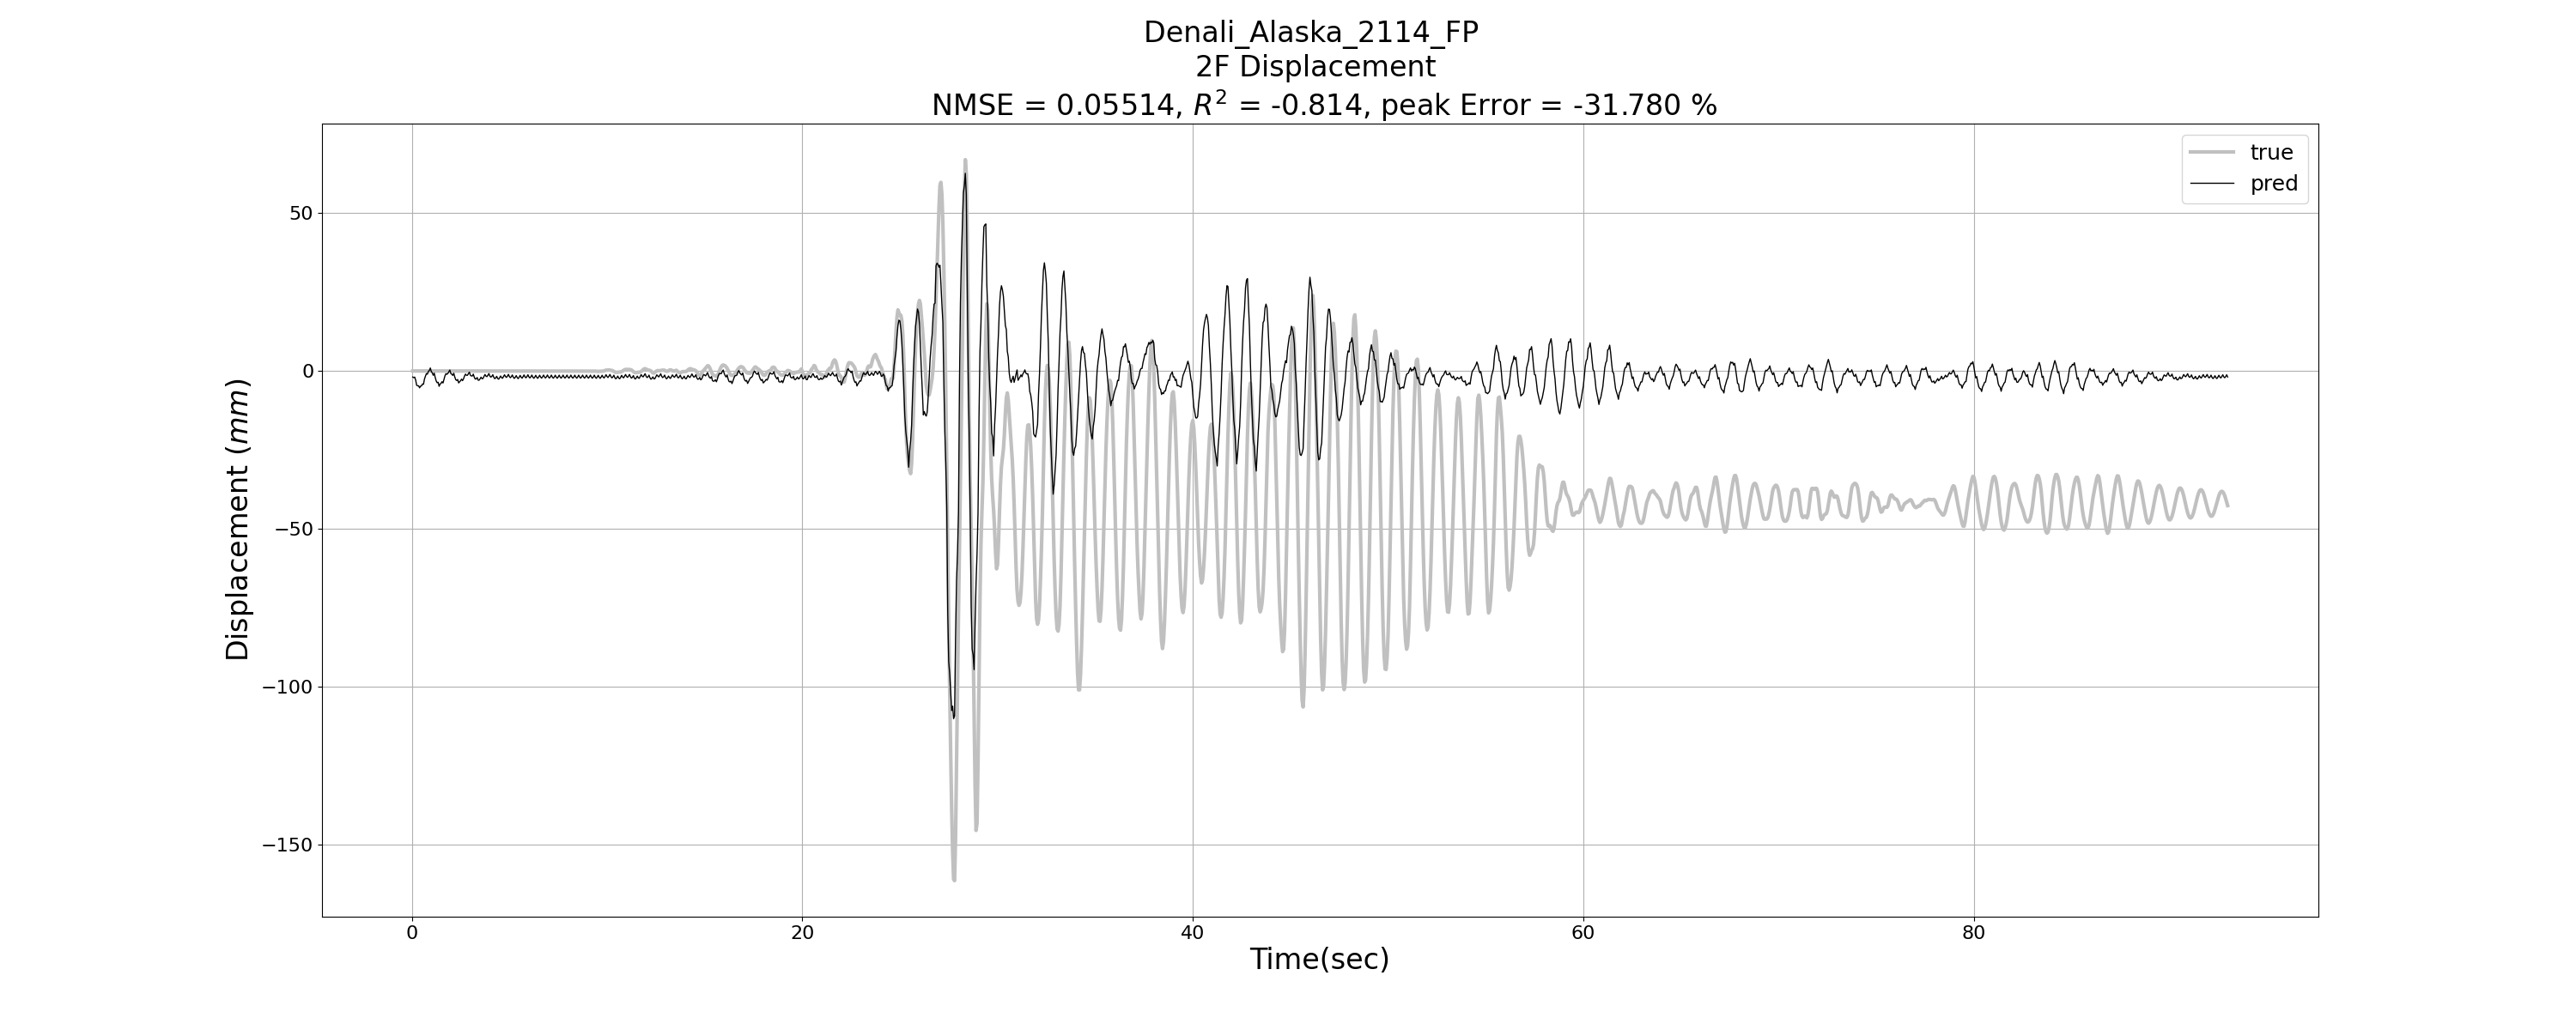 Denali_Alaska_2114_FP
2F Displacement
NMSE = 0.05514, R² = -0.814, peak Error = -31.780 %
true
pred
50
0
−50
−100
−150
Displacement (mm)
0 20 40 60 80
Time(sec)